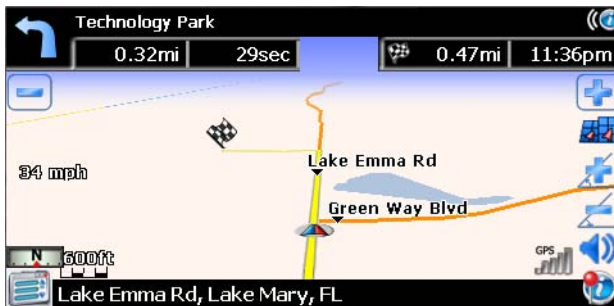 Technology Park
0.32mi 29sec 0.47mi 11:36pm
Lake Emma Rd
34 mph
Green Way Blvd
N
GPS
600ft
Lake Emma Rd, Lake Mary, FL